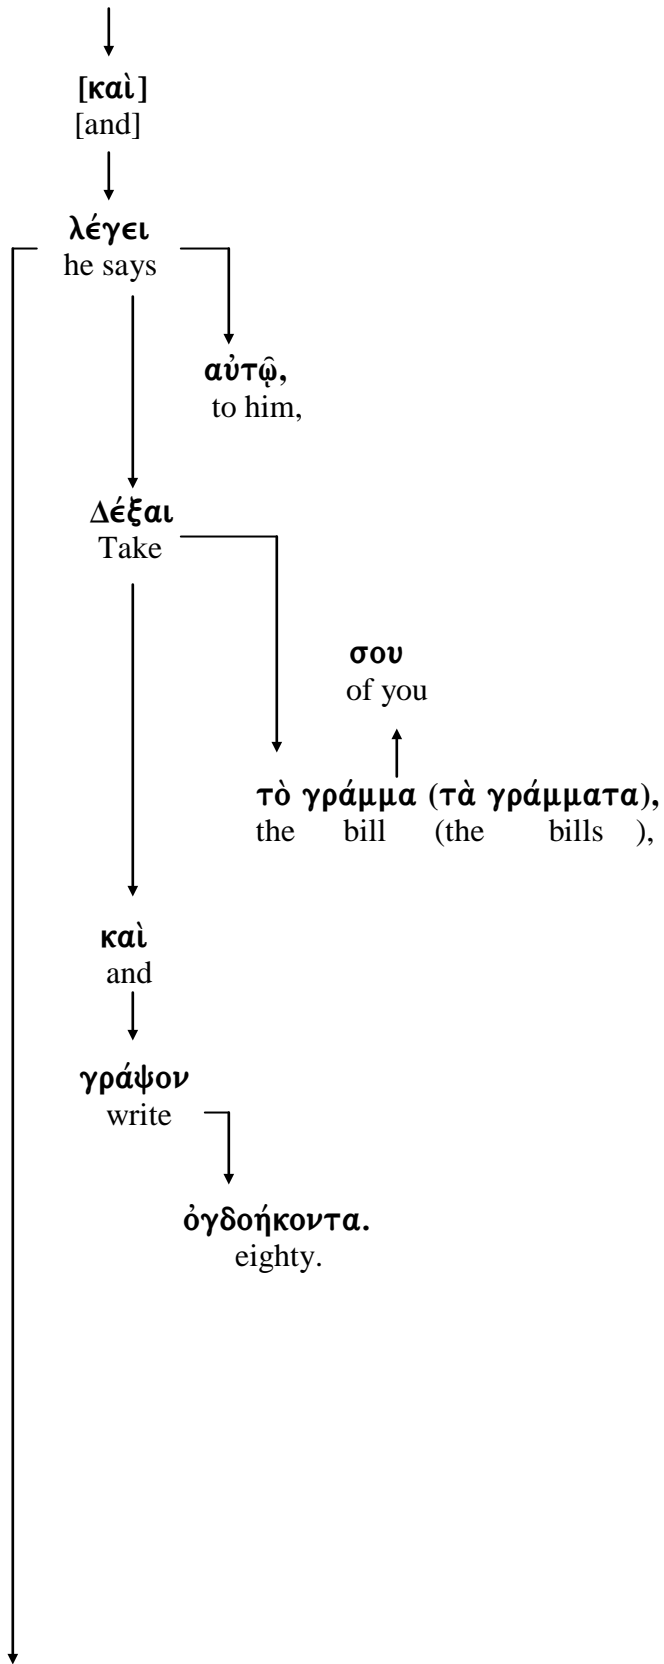 [καὶ]
[and]
λέγει
he says
αὐτῷ,
to him,
Δέξαι
Take
σου
of you
τὸ γράμμα (τὰ γράμματα),
the bill (the bills ),
καὶ
and
γράψον
write
ὀγδοήκοντα.
eighty.